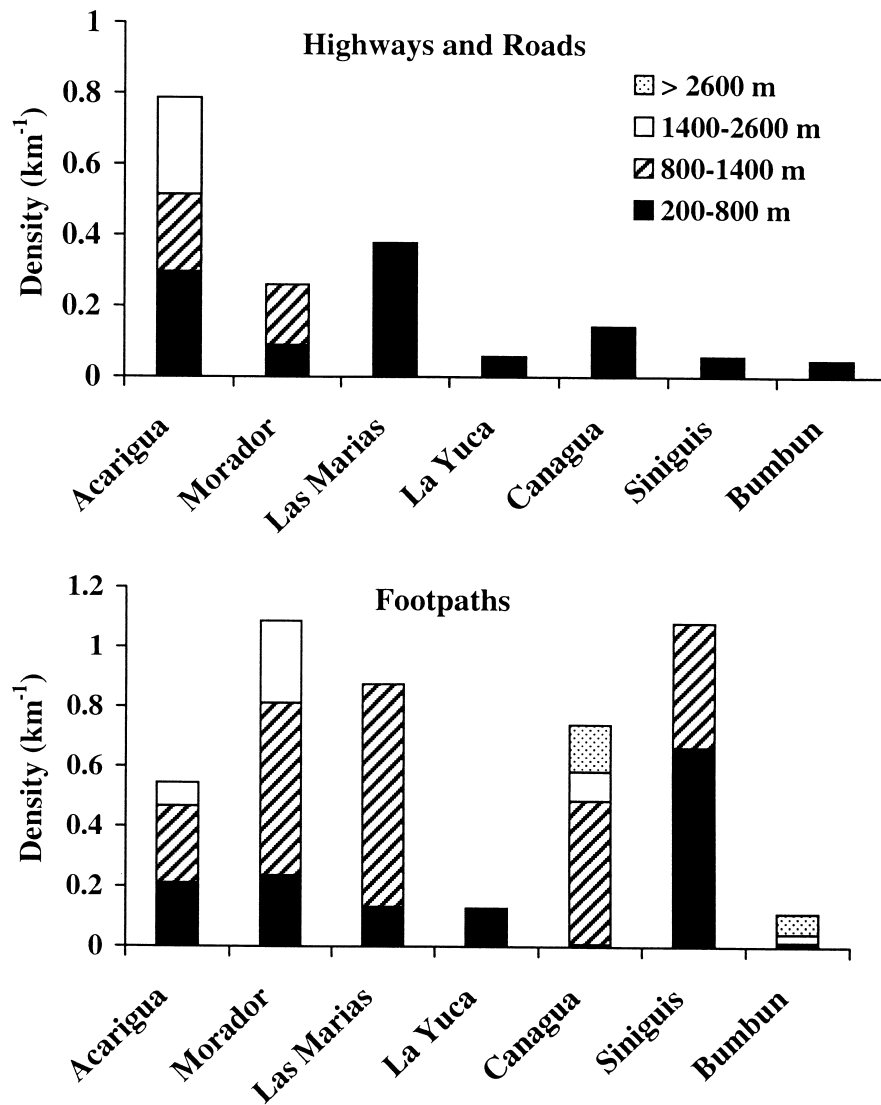 Highways and Roads
Density (km⁻¹)
1
0.8
0.6
0.4
0.2
0
> 2600 m
1400-2600 m
800-1400 m
200-800 m
Acarigua
Morador
Las Marias
La Yuca
Canagua
Siniguis
Bumbun
Footpaths
Density (km⁻¹)
1.2
1
0.8
0.6
0.4
0.2
0
Acarigua
Morador
Las Marias
La Yuca
Canagua
Siniguis
Bumbun